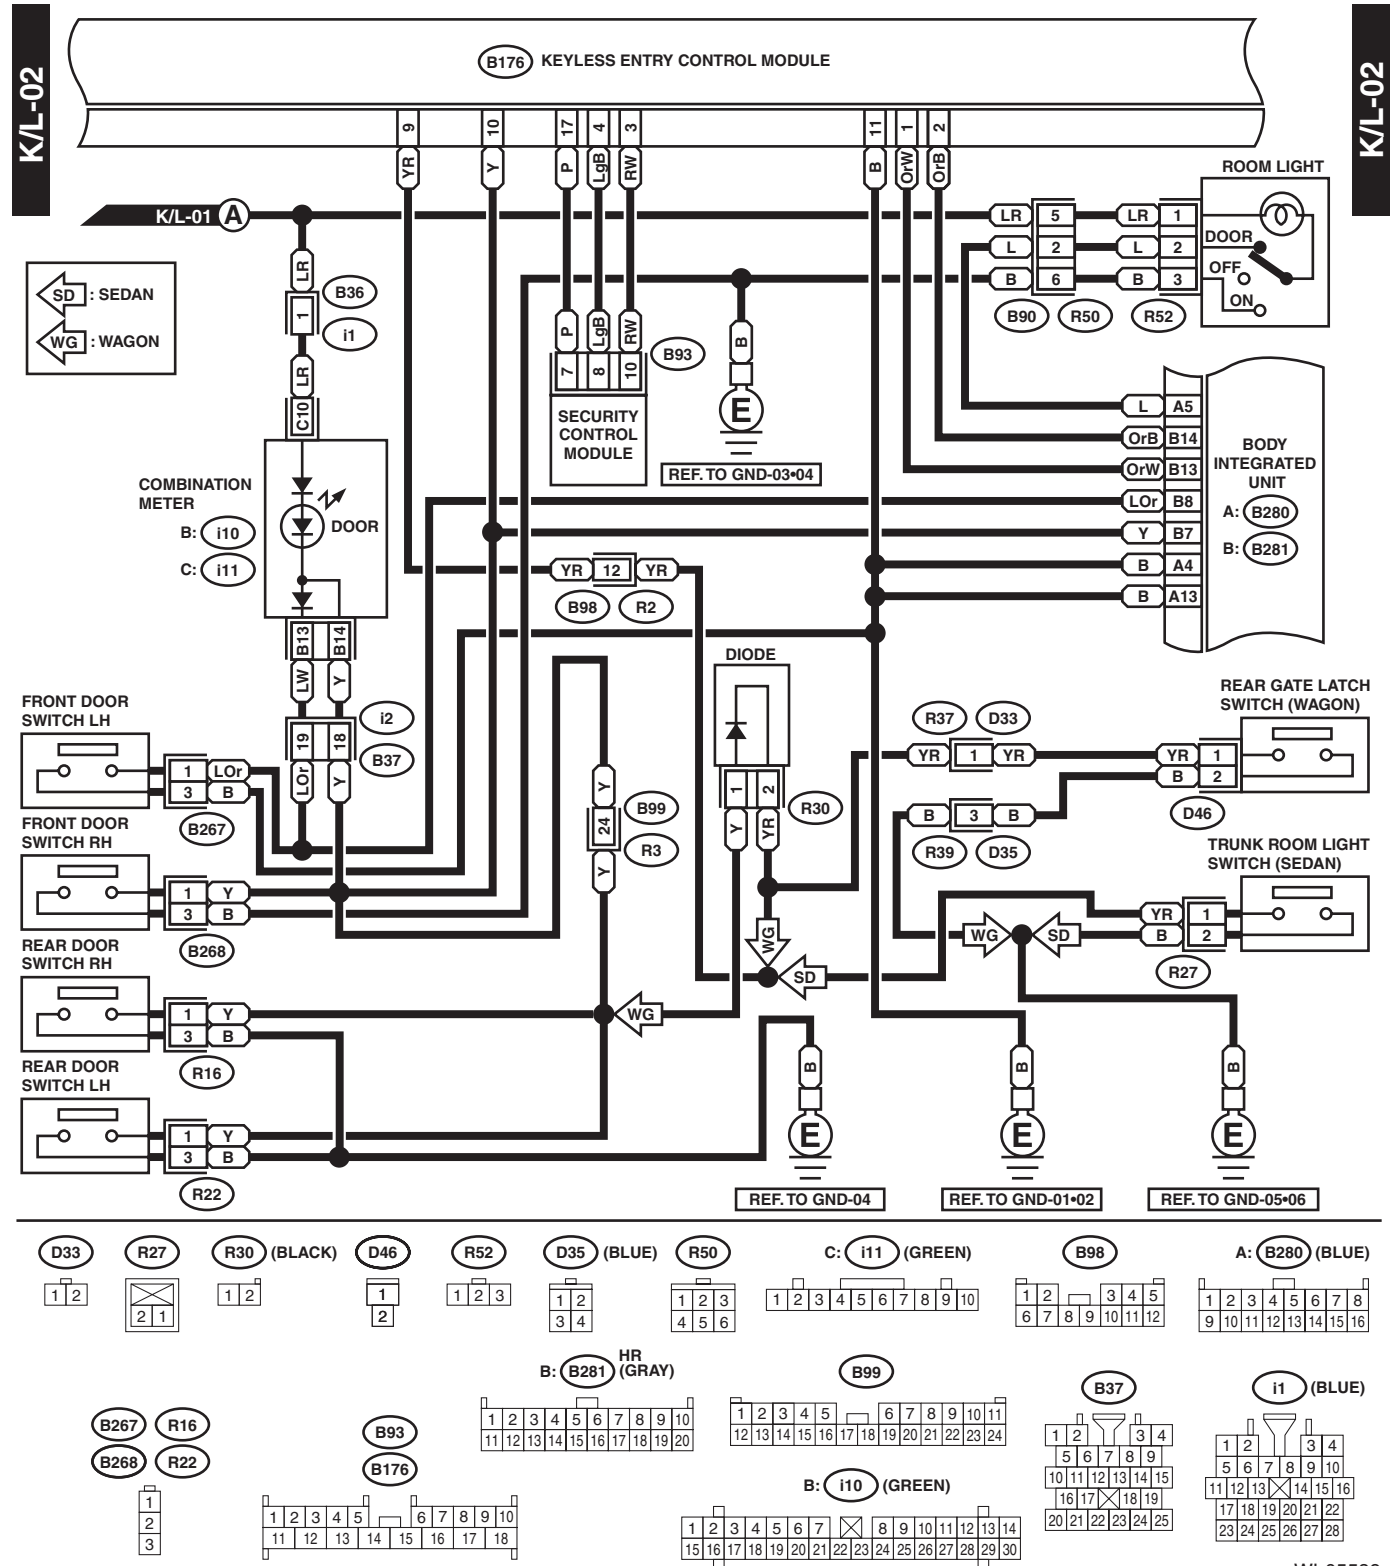 K/L-02
K/L-02
B176 KEYLESS ENTRY CONTROL MODULE
9 10 17 4 3 11 1 2
YR Y P LgB RW B OrW OrB
ROOM LIGHT
K/L-01 A
LR 5 LR 1
L 2 L 2
B 6 B 3
DOOR
OFF
ON
B90 R50 R52
SD : SEDAN
WG : WAGON
LR
1
B36
i1
LR
C10
P LgB RW
7 8 10
B93
SECURITY
CONTROL
MODULE
B
E
REF. TO GND-03•04
L A5
OrB B14
OrW B13
LOr B8
Y B7
B A4
B A13
BODY
INTEGRATED
UNIT
A: B280
B: B281
COMBINATION
METER
B: i10
C: i11
DOOR
B13 B14
LW Y
19 18
i2
B37
LOr Y
YR 12 YR
B98 R2
DIODE
1 2
R30
Y YR
WG
SD
Y
24
B99
R3
Y
WG
REAR GATE LATCH
SWITCH (WAGON)
R37 D33
YR 1 YR
YR 1
B 2
D46
B 3 B
R39 D35
TRUNK ROOM LIGHT
SWITCH (SEDAN)
YR 1
B 2
R27
WG SD
FRONT DOOR
SWITCH LH
1 LOr
3 B
B267
FRONT DOOR
SWITCH RH
1 Y
3 B
B268
REAR DOOR
SWITCH RH
1 Y
3 B
R16
REAR DOOR
SWITCH LH
1 Y
3 B
R22
B B B
E E E
REF. TO GND-04
REF. TO GND-01•02
REF. TO GND-05•06
D33
1 2
R27
2 1
R30 (BLACK)
1 2
D46
1
2
R52
1 2 3
D35 (BLUE)
1 2
3 4
R50
1 2 3
4 5 6
C: i11 (GREEN)
1 2 3 4 5 6 7 8 9 10
B98
1 2 3 4 5
6 7 8 9 10 11 12
A: B280 (BLUE)
1 2 3 4 5 6 7 8
9 10 11 12 13 14 15 16
B267 R16
B268 R22
1
2
3
B93
B176
1 2 3 4 5 6 7 8 9 10
11 12 13 14 15 16 17 18
B: B281 HR (GRAY)
1 2 3 4 5 6 7 8 9 10
11 12 13 14 15 16 17 18 19 20
B99
1 2 3 4 5 6 7 8 9 10 11
12 13 14 15 16 17 18 19 20 21 22 23 24
B: i10 (GREEN)
1 2 3 4 5 6 7 8 9 10 11 12 13 14
15 16 17 18 19 20 21 22 23 24 25 26 27 28 29 30
B37
1 2 3 4
5 6 7 8 9
10 11 12 13 14 15
16 17 18 19
20 21 22 23 24 25
i1 (BLUE)
1 2 3 4
5 6 7 8 9 10
11 12 13 14 15 16
17 18 19 20 21 22
23 24 25 26 27 28